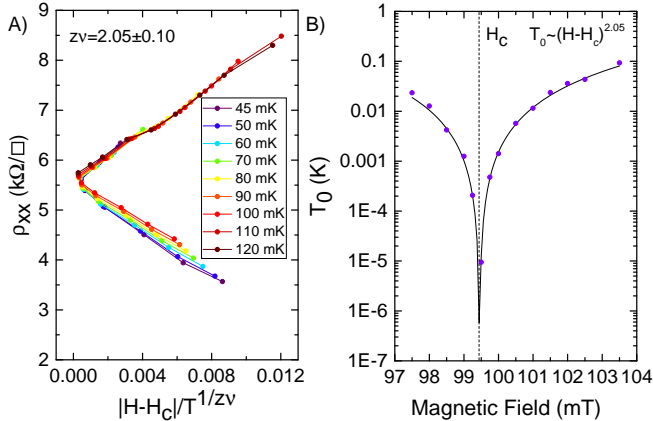 A)
zν=2.05±0.10
9
8
7
6
5
4
3
2
ρxx (kΩ/□)
45 mK
50 mK
60 mK
70 mK
80 mK
90 mK
100 mK
110 mK
120 mK
0.000 0.004 0.008 0.012
|H-HC|/T^1/zν
B)
HC T0~(H-Hc)^2.05
1
0.1
0.01
0.001
1E-4
1E-5
1E-6
1E-7
T0 (K)
97 98 99 100 101 102 103 104
Magnetic Field (mT)